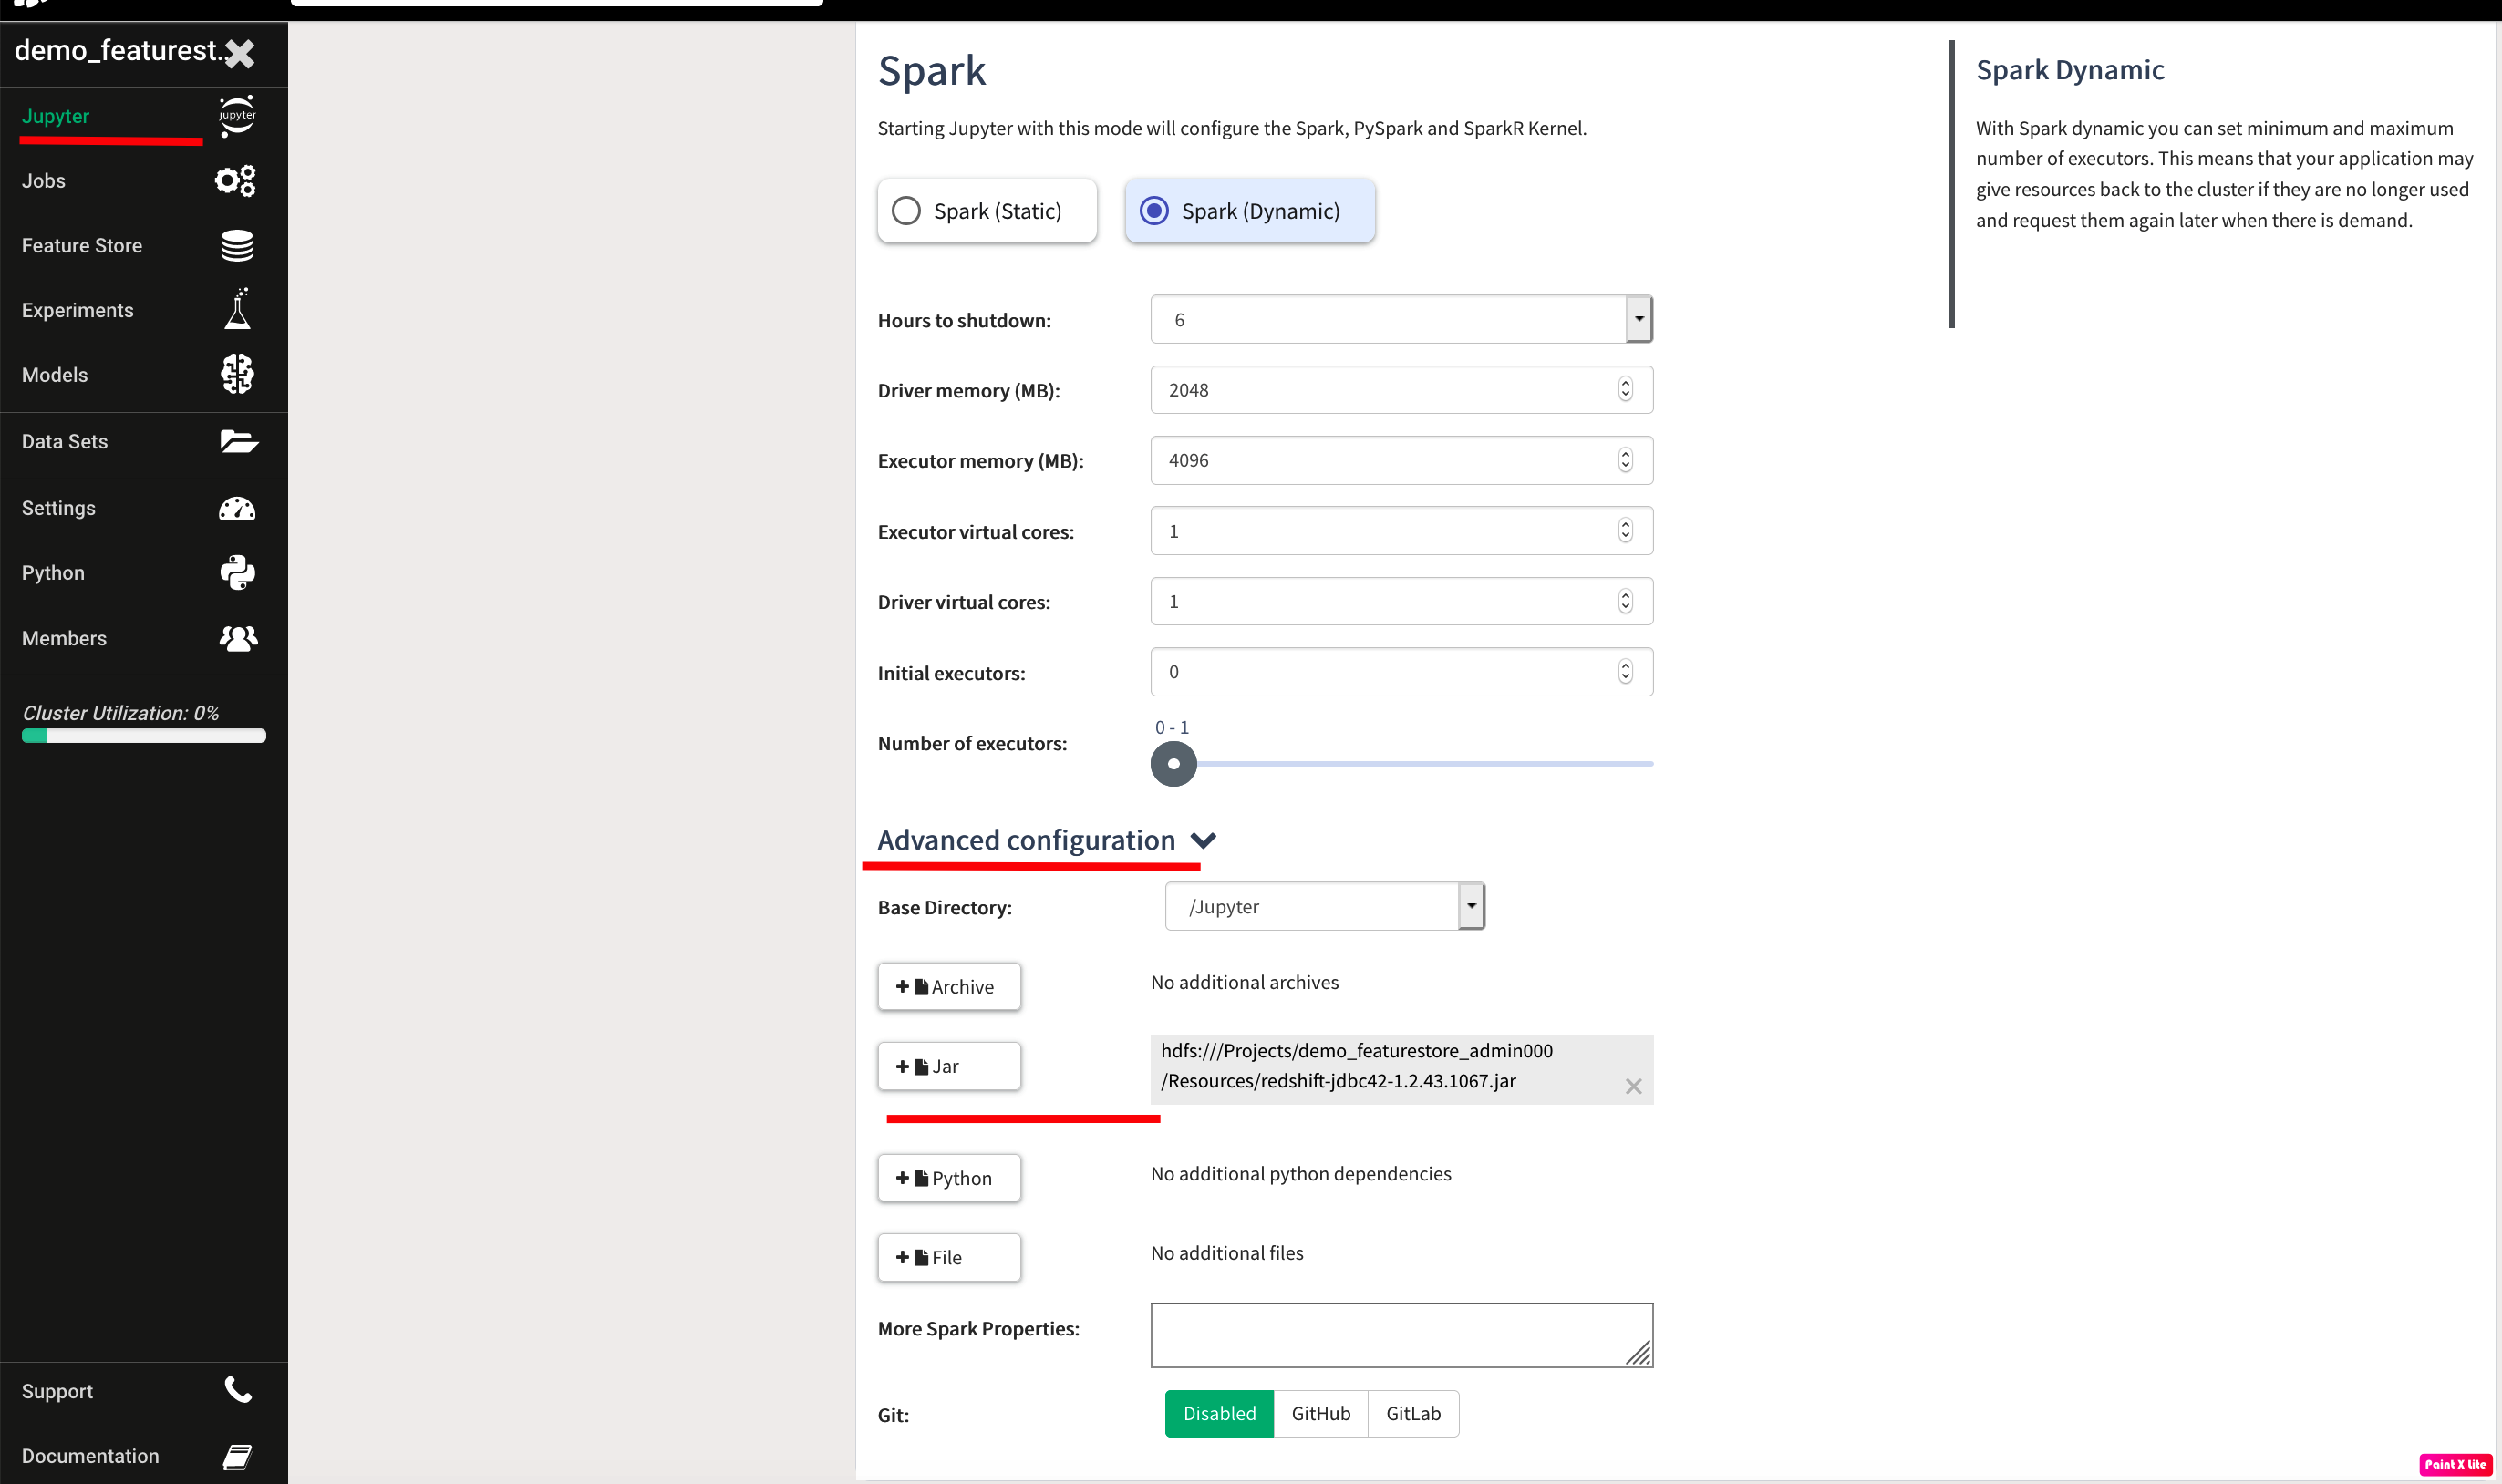 demo_featurest..
Jupyter
jupyter
Jobs
Feature Store
Experiments
Models
Data Sets
Settings
Python
Members
Cluster Utilization: 0%
Support
Documentation
Spark
Starting Jupyter with this mode will configure the Spark, PySpark and SparkR Kernel.
Spark (Static)
Spark (Dynamic)
Hours to shutdown:
6
Driver memory (MB):
2048
Executor memory (MB):
4096
Executor virtual cores:
1
Driver virtual cores:
1
Initial executors:
0
Number of executors:
0 - 1
Advanced configuration
Base Directory:
/Jupyter
Archive
No additional archives
Jar
hdfs:///Projects/demo_featurestore_admin000
/Resources/redshift-jdbc42-1.2.43.1067.jar
Python
No additional python dependencies
File
No additional files
More Spark Properties:
Git:
Disabled
GitHub
GitLab
Spark Dynamic
With Spark dynamic you can set minimum and maximum
number of executors. This means that your application may
give resources back to the cluster if they are no longer used
and request them again later when there is demand.
Paint X Lite